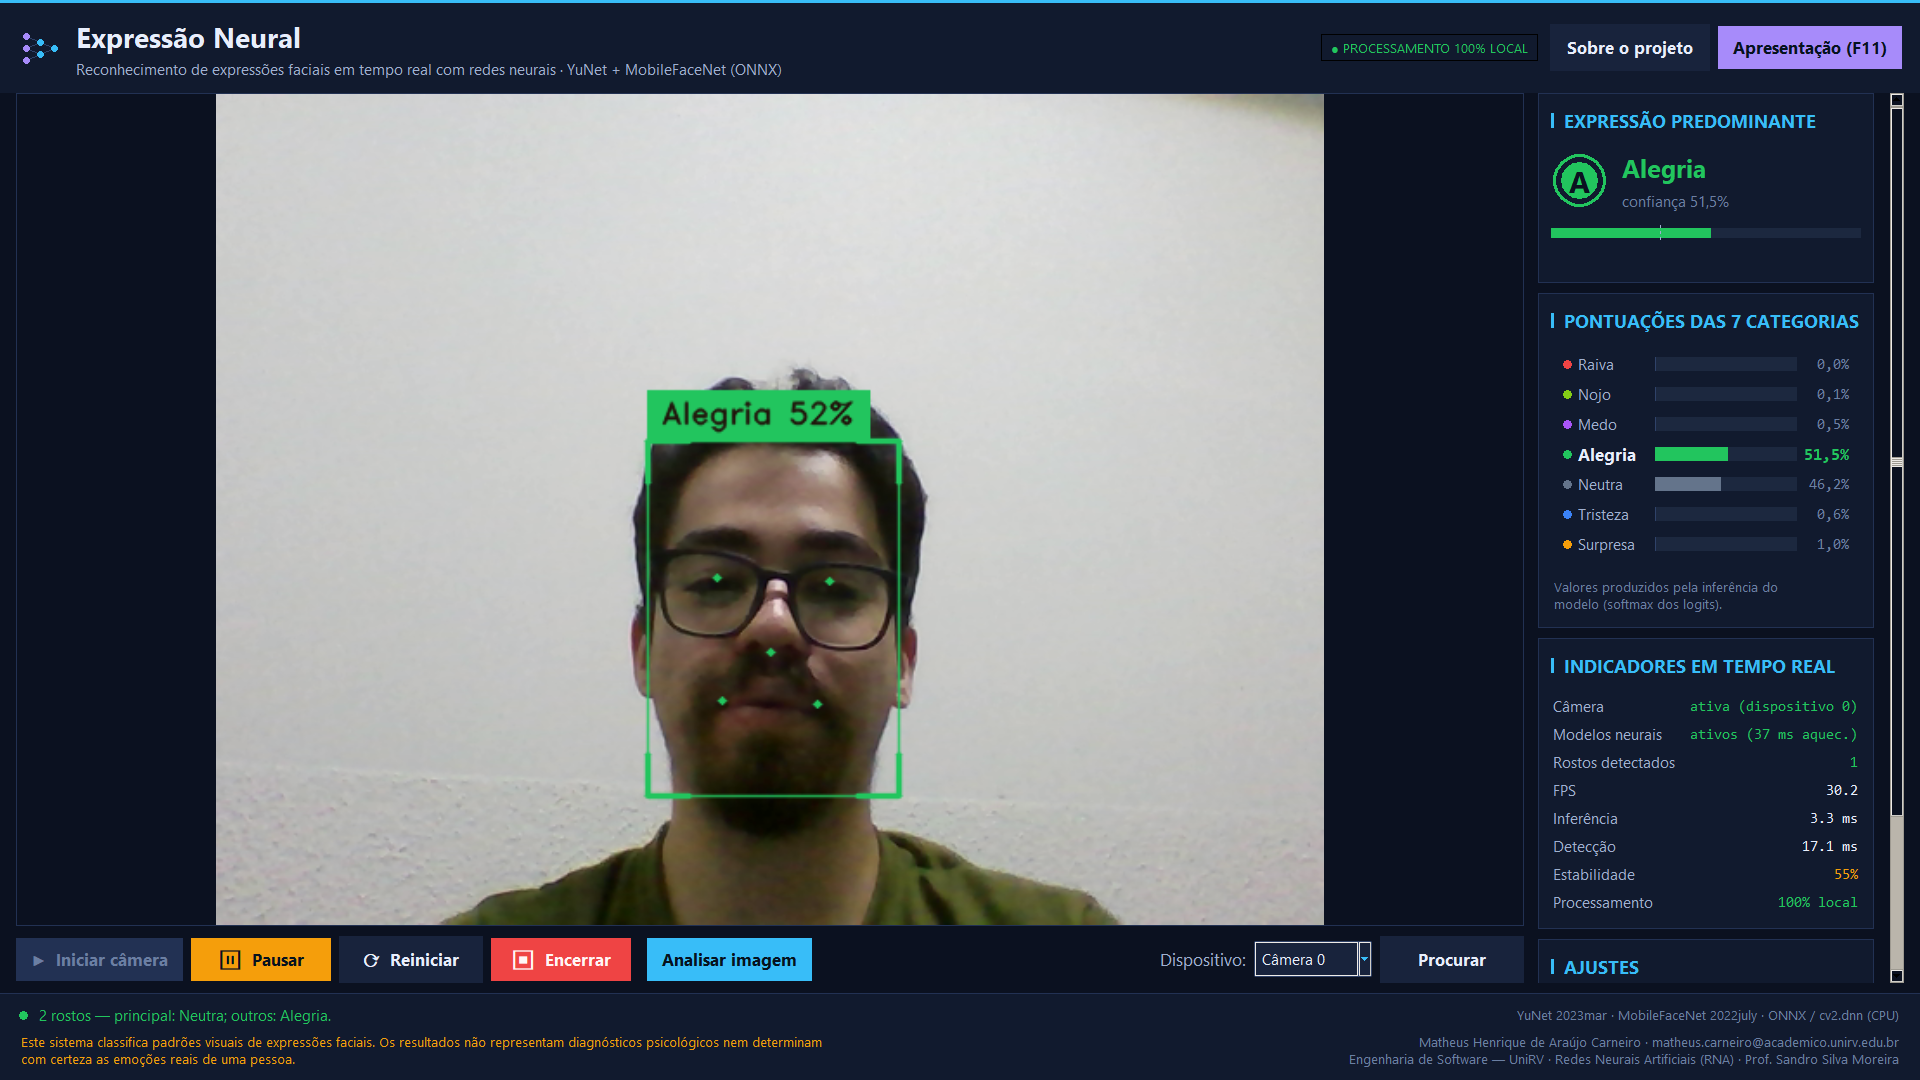 Expressão Neural
Reconhecimento de expressões faciais em tempo real com redes neurais · YuNet + MobileFaceNet (ONNX)
● PROCESSAMENTO 100% LOCAL
Sobre o projeto
Apresentação (F11)
Alegria 52%
EXPRESSÃO PREDOMINANTE
A
Alegria
confiança 51,5%
PONTUAÇÕES DAS 7 CATEGORIAS
Raiva 0,0%
Nojo 0,1%
Medo 0,5%
Alegria 51,5%
Neutra 46,2%
Tristeza 0,6%
Surpresa 1,0%
Valores produzidos pela inferência do
modelo (softmax dos logits).
INDICADORES EM TEMPO REAL
Câmera ativa (dispositivo 0)
Modelos neurais ativos (37 ms aquec.)
Rostos detectados 1
FPS 30.2
Inferência 3.3 ms
Detecção 17.1 ms
Estabilidade 55%
Processamento 100% local
AJUSTES
Iniciar câmera
Pausar
Reiniciar
Encerrar
Analisar imagem
Dispositivo: Câmera 0
Procurar
2 rostos — principal: Neutra; outros: Alegria.
Este sistema classifica padrões visuais de expressões faciais. Os resultados não representam diagnósticos psicológicos nem determinam
com certeza as emoções reais de uma pessoa.
YuNet 2023mar · MobileFaceNet 2022july · ONNX / cv2.dnn (CPU)
Matheus Henrique de Araújo Carneiro · matheus.carneiro@academico.unirv.edu.br
Engenharia de Software — UniRV · Redes Neurais Artificiais (RNA) · Prof. Sandro Silva Moreira